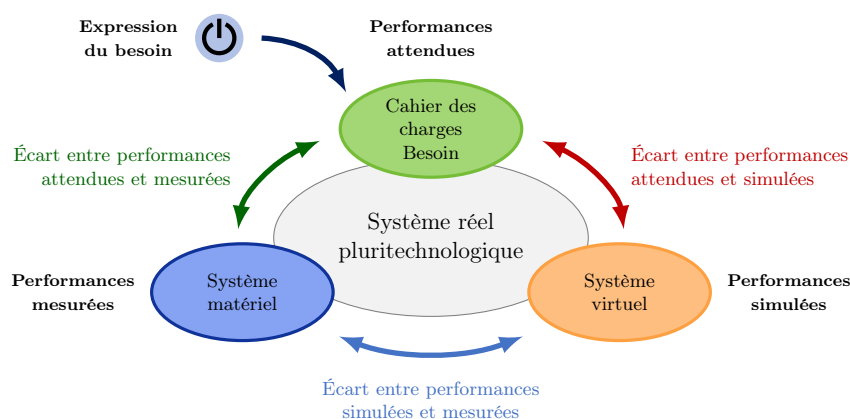 Expression
du besoin
Performances
attendues
Cahier des
charges
Besoin
Écart entre performances
attendues et mesurées
Écart entre performances
attendues et simulées
Système réel
pluritechnologique
Performances
mesurées
Système
matériel
Système
virtuel
Performances
simulées
Écart entre performances
simulées et mesurées